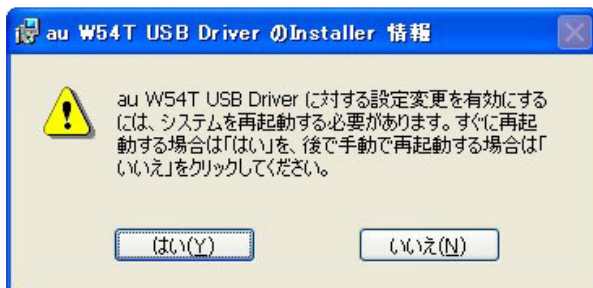 au W54T USB Driver のInstaller 情報
au W54T USB Driver に対する設定変更を有効にする
には、システムを再起動する必要があります。すぐに再起
動する場合は「はい」を、後で手動で再起動する場合は「
いいえ」をクリックしてください。
はい(Y)
いいえ(N)